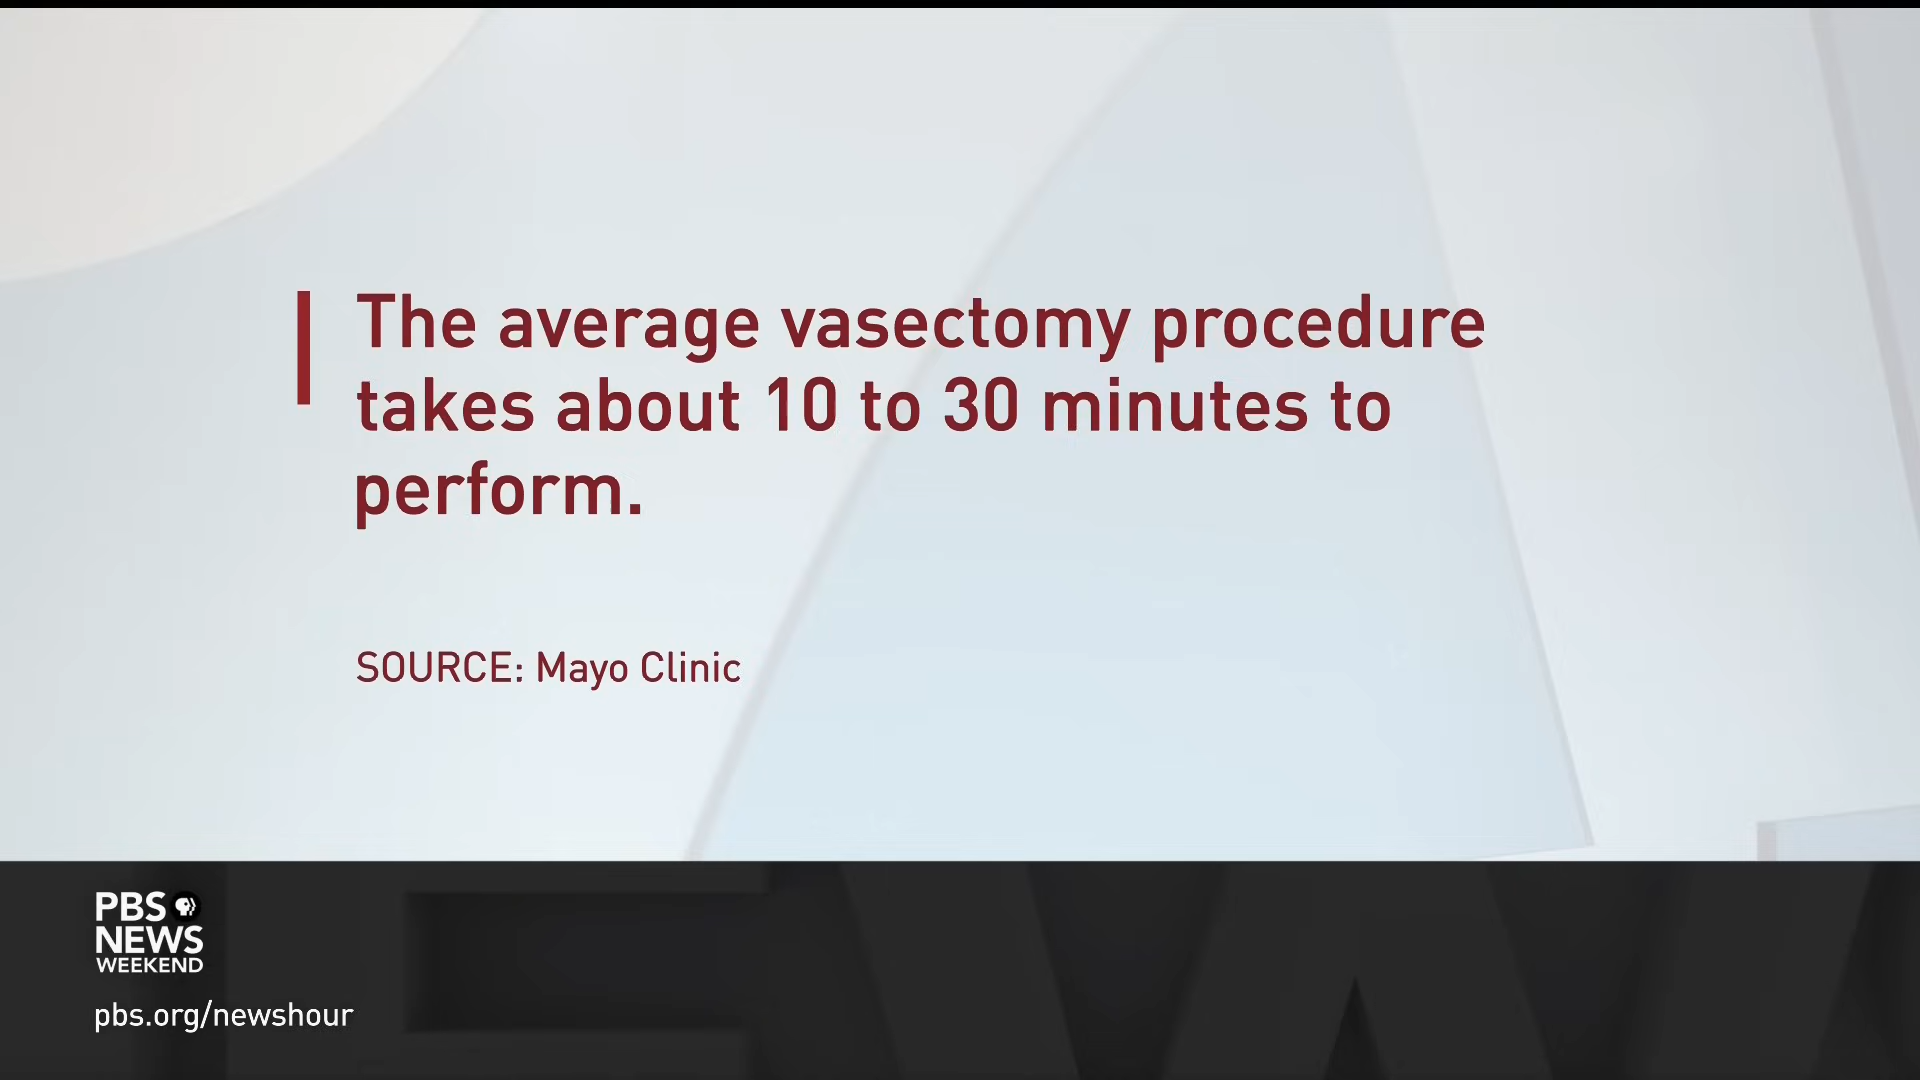 The average vasectomy procedure
takes about 10 to 30 minutes to
perform.
SOURCE: Mayo Clinic
PBS
NEWS
WEEKEND
pbs.org/newshour